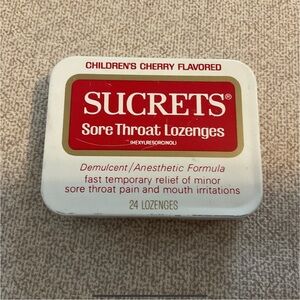 CHILDREN'S CHERRY FLAVORED
SUCRETS®
Sore Throat Lozenges
(HEXYLRESORCINOL)
Demulcent/Anesthetic Formula
fast temporary relief of minor
sore throat pain and mouth irritations
24 LOZENGES